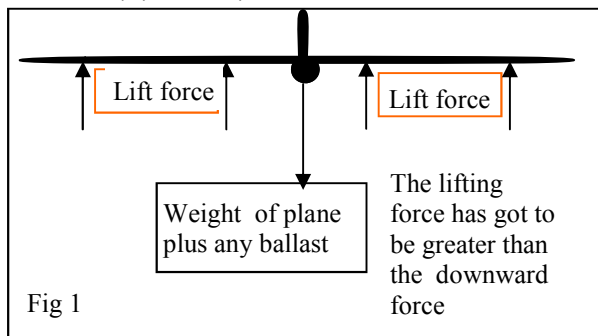 Lift force
Lift force
Weight of plane
plus any ballast
The lifting
force has got to
be greater than
the downward
force
Fig 1